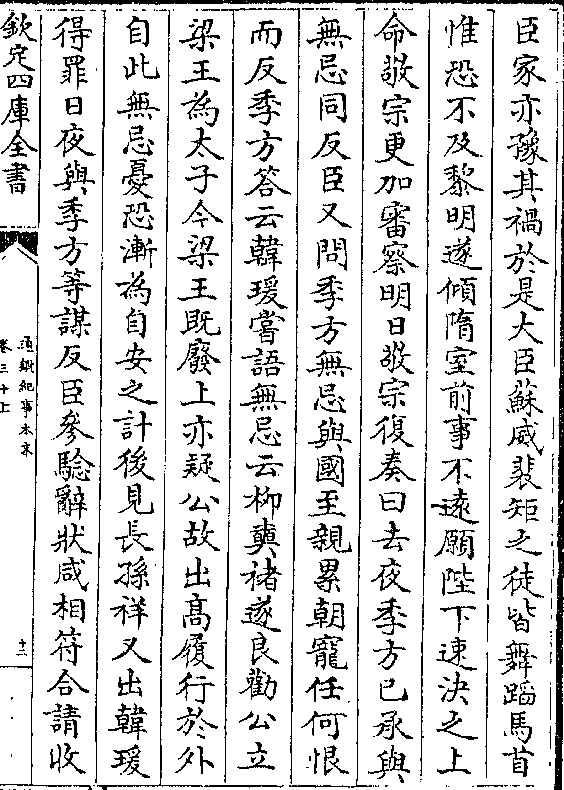 臣家亦豫其禍於是大臣蘇威裴矩之徒皆舞蹈馬首
惟恐不及黎明遂傾隋室前事不遠願陛下速決之上
命敬宗更加審察明日敬宗復奏曰去夜季方已承與
無忌同反臣又問季方無忌與國至親累朝寵任何恨
而反季方答云韓瑗嘗語無忌云柳奭褚遂良勸公立
梁王為太子今梁王既廢上亦疑公故出高履行於外
自此無忌憂恐漸為自安之計後見長孫祥又出韓瑗
得罪日夜與季方等謀反臣參驗辭狀咸相符合請收
欽定四庫全書
通鑑紀事本末
卷三十上
十三